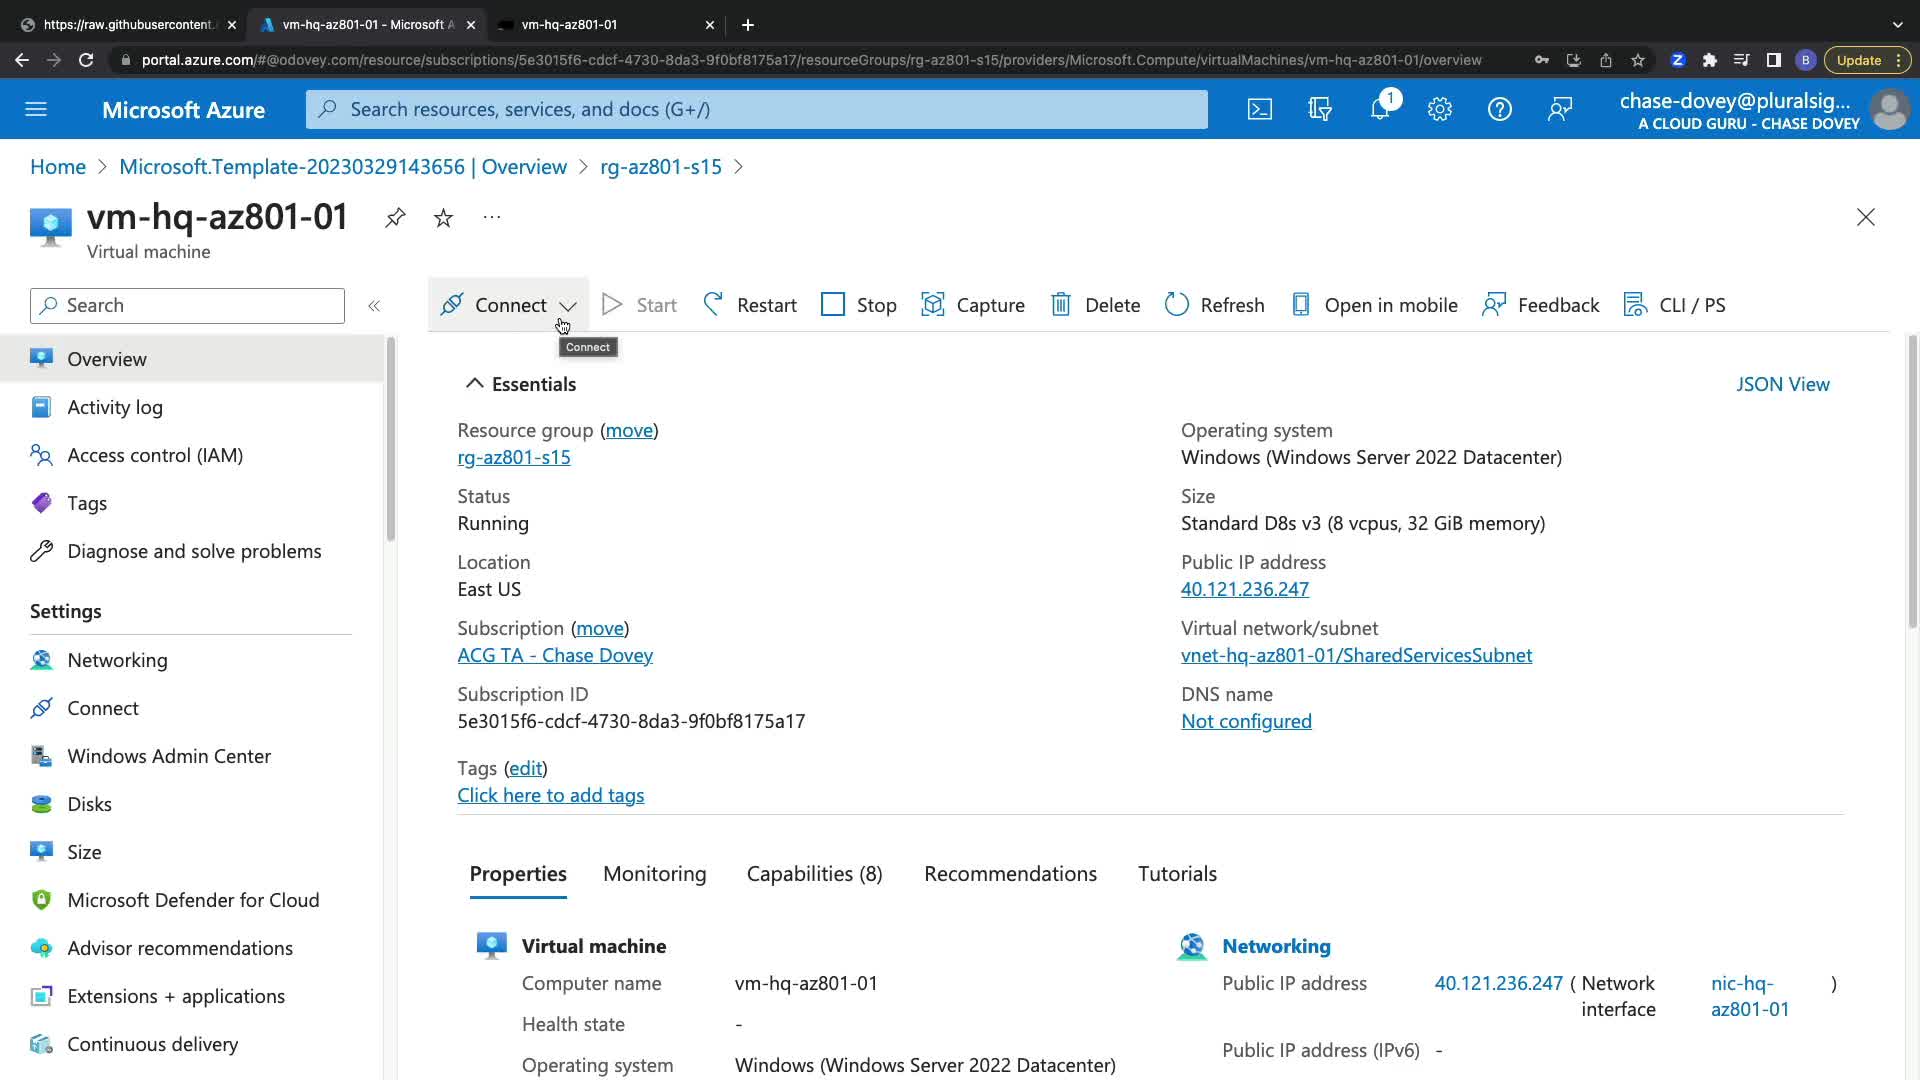 https://raw.githubusercontent.
vm-hq-az801-01 - Microsoft A
vm-hq-az801-01
portal.azure.com/#@odovey.com/resource/subscriptions/5e3015f6-cdcf-4730-8da3-9f0bf8175a17/resourceGroups/rg-az801-s15/providers/Microsoft.Compute/virtualMachines/vm-hq-az801-01/overview
Z
B
Update
Microsoft Azure
Search resources, services, and docs (G+/)
1
chase-dovey@pluralsig...
A CLOUD GURU - CHASE DOVEY
Home > Microsoft.Template-20230329143656 | Overview > rg-az801-s15 >
vm-hq-az801-01
Virtual machine
Search
Connect
Start
Restart
Stop
Capture
Delete
Refresh
Open in mobile
Feedback
CLI / PS
Connect
Overview
Activity log
Access control (IAM)
Tags
Diagnose and solve problems
Settings
Networking
Connect
Windows Admin Center
Disks
Size
Microsoft Defender for Cloud
Advisor recommendations
Extensions + applications
Continuous delivery
Essentials
JSON View
Resource group (move)
rg-az801-s15
Status
Running
Location
East US
Subscription (move)
ACG TA - Chase Dovey
Subscription ID
5e3015f6-cdcf-4730-8da3-9f0bf8175a17
Tags (edit)
Click here to add tags
Operating system
Windows (Windows Server 2022 Datacenter)
Size
Standard D8s v3 (8 vcpus, 32 GiB memory)
Public IP address
40.121.236.247
Virtual network/subnet
vnet-hq-az801-01/SharedServicesSubnet
DNS name
Not configured
Properties
Monitoring
Capabilities (8)
Recommendations
Tutorials
Virtual machine
Computer name vm-hq-az801-01
Health state -
Operating system Windows (Windows Server 2022 Datacenter)
Networking
Public IP address 40.121.236.247 ( Network interface nic-hq-az801-01 )
Public IP address (IPv6) -